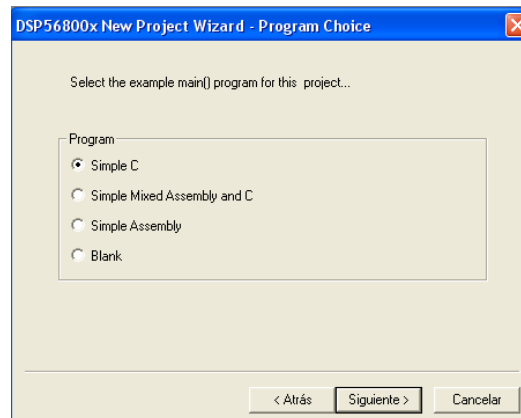 DSP56800x New Project Wizard - Program Choice
Select the example main() program for this project...
Program
Simple C
Simple Mixed Assembly and C
Simple Assembly
Blank
< Atrás
Siguiente >
Cancelar